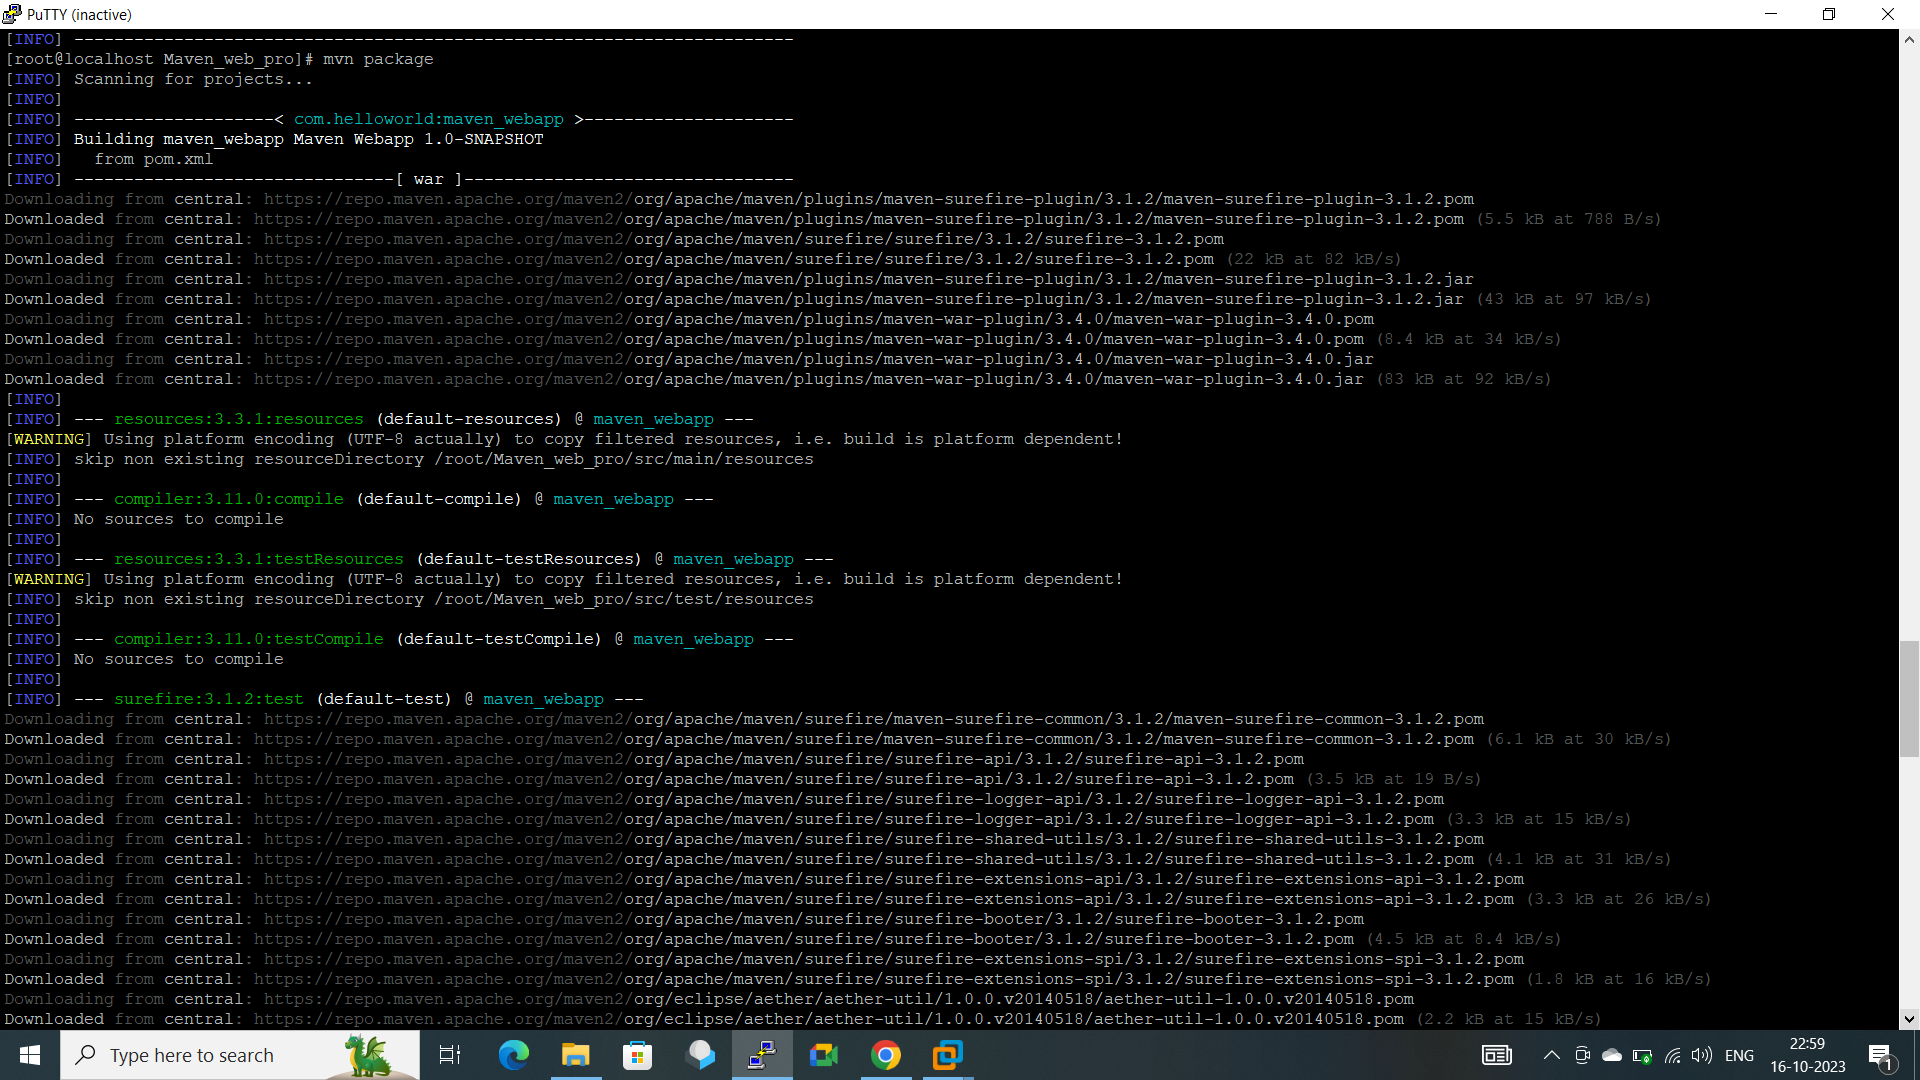 PuTTY (inactive)
[INFO] ------------------------------------------------------------------------
[root@localhost Maven_web_pro]# mvn package
[INFO] Scanning for projects...
[INFO]
[INFO] --------------------< com.helloworld:maven_webapp >---------------------
[INFO] Building maven_webapp Maven Webapp 1.0-SNAPSHOT
[INFO]   from pom.xml
[INFO] --------------------------------[ war ]---------------------------------
Downloading from central: https://repo.maven.apache.org/maven2/org/apache/maven/plugins/maven-surefire-plugin/3.1.2/maven-surefire-plugin-3.1.2.pom
Downloaded from central: https://repo.maven.apache.org/maven2/org/apache/maven/plugins/maven-surefire-plugin/3.1.2/maven-surefire-plugin-3.1.2.pom (5.5 kB at 788 B/s)
Downloading from central: https://repo.maven.apache.org/maven2/org/apache/maven/surefire/surefire/3.1.2/surefire-3.1.2.pom
Downloaded from central: https://repo.maven.apache.org/maven2/org/apache/maven/surefire/surefire/3.1.2/surefire-3.1.2.pom (22 kB at 82 kB/s)
Downloading from central: https://repo.maven.apache.org/maven2/org/apache/maven/plugins/maven-surefire-plugin/3.1.2/maven-surefire-plugin-3.1.2.jar
Downloaded from central: https://repo.maven.apache.org/maven2/org/apache/maven/plugins/maven-surefire-plugin/3.1.2/maven-surefire-plugin-3.1.2.jar (43 kB at 97 kB/s)
Downloading from central: https://repo.maven.apache.org/maven2/org/apache/maven/plugins/maven-war-plugin/3.4.0/maven-war-plugin-3.4.0.pom
Downloaded from central: https://repo.maven.apache.org/maven2/org/apache/maven/plugins/maven-war-plugin/3.4.0/maven-war-plugin-3.4.0.pom (8.4 kB at 34 kB/s)
Downloading from central: https://repo.maven.apache.org/maven2/org/apache/maven/plugins/maven-war-plugin/3.4.0/maven-war-plugin-3.4.0.jar
Downloaded from central: https://repo.maven.apache.org/maven2/org/apache/maven/plugins/maven-war-plugin/3.4.0/maven-war-plugin-3.4.0.jar (83 kB at 92 kB/s)
[INFO]
[INFO] --- resources:3.3.1:resources (default-resources) @ maven_webapp ---
[WARNING] Using platform encoding (UTF-8 actually) to copy filtered resources, i.e. build is platform dependent!
[INFO] skip non existing resourceDirectory /root/Maven_web_pro/src/main/resources
[INFO]
[INFO] --- compiler:3.11.0:compile (default-compile) @ maven_webapp ---
[INFO] No sources to compile
[INFO]
[INFO] --- resources:3.3.1:testResources (default-testResources) @ maven_webapp ---
[WARNING] Using platform encoding (UTF-8 actually) to copy filtered resources, i.e. build is platform dependent!
[INFO] skip non existing resourceDirectory /root/Maven_web_pro/src/test/resources
[INFO]
[INFO] --- compiler:3.11.0:testCompile (default-testCompile) @ maven_webapp ---
[INFO] No sources to compile
[INFO]
[INFO] --- surefire:3.1.2:test (default-test) @ maven_webapp ---
Downloading from central: https://repo.maven.apache.org/maven2/org/apache/maven/surefire/maven-surefire-common/3.1.2/maven-surefire-common-3.1.2.pom
Downloaded from central: https://repo.maven.apache.org/maven2/org/apache/maven/surefire/maven-surefire-common/3.1.2/maven-surefire-common-3.1.2.pom (6.1 kB at 30 kB/s)
Downloading from central: https://repo.maven.apache.org/maven2/org/apache/maven/surefire/surefire-api/3.1.2/surefire-api-3.1.2.pom
Downloaded from central: https://repo.maven.apache.org/maven2/org/apache/maven/surefire/surefire-api/3.1.2/surefire-api-3.1.2.pom (3.5 kB at 19 B/s)
Downloading from central: https://repo.maven.apache.org/maven2/org/apache/maven/surefire/surefire-logger-api/3.1.2/surefire-logger-api-3.1.2.pom
Downloaded from central: https://repo.maven.apache.org/maven2/org/apache/maven/surefire/surefire-logger-api/3.1.2/surefire-logger-api-3.1.2.pom (3.3 kB at 15 kB/s)
Downloading from central: https://repo.maven.apache.org/maven2/org/apache/maven/surefire/surefire-shared-utils/3.1.2/surefire-shared-utils-3.1.2.pom
Downloaded from central: https://repo.maven.apache.org/maven2/org/apache/maven/surefire/surefire-shared-utils/3.1.2/surefire-shared-utils-3.1.2.pom (4.1 kB at 31 kB/s)
Downloading from central: https://repo.maven.apache.org/maven2/org/apache/maven/surefire/surefire-extensions-api/3.1.2/surefire-extensions-api-3.1.2.pom
Downloaded from central: https://repo.maven.apache.org/maven2/org/apache/maven/surefire/surefire-extensions-api/3.1.2/surefire-extensions-api-3.1.2.pom (3.3 kB at 26 kB/s)
Downloading from central: https://repo.maven.apache.org/maven2/org/apache/maven/surefire/surefire-booter/3.1.2/surefire-booter-3.1.2.pom
Downloaded from central: https://repo.maven.apache.org/maven2/org/apache/maven/surefire/surefire-booter/3.1.2/surefire-booter-3.1.2.pom (4.5 kB at 8.4 kB/s)
Downloading from central: https://repo.maven.apache.org/maven2/org/apache/maven/surefire/surefire-extensions-spi/3.1.2/surefire-extensions-spi-3.1.2.pom
Downloaded from central: https://repo.maven.apache.org/maven2/org/apache/maven/surefire/surefire-extensions-spi/3.1.2/surefire-extensions-spi-3.1.2.pom (1.8 kB at 16 kB/s)
Downloading from central: https://repo.maven.apache.org/maven2/org/eclipse/aether/aether-util/1.0.0.v20140518/aether-util-1.0.0.v20140518.pom
Downloaded from central: https://repo.maven.apache.org/maven2/org/eclipse/aether/aether-util/1.0.0.v20140518/aether-util-1.0.0.v20140518.pom (2.2 kB at 15 kB/s)
Type here to search
ENG
22:59
16-10-2023
1